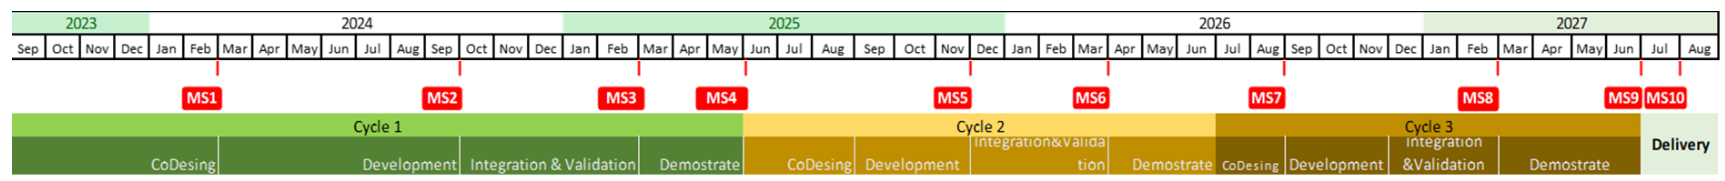 2023 2024 2025 2026 2027
Sep Oct Nov Dec Jan Feb Mar Apr May Jun Jul Aug Sep Oct Nov Dec Jan Feb Mar Apr May Jun Jul Aug Sep Oct Nov Dec Jan Feb Mar Apr May Jun Jul Aug Sep Oct Nov Dec Jan Feb Mar Apr May Jun Jul Aug
MS1 MS2 MS3 MS4 MS5 MS6 MS7 MS8 MS9 MS10
Cycle 1 Cycle 2 Cycle 3
CoDesing Development Integration & Validation Demostrate CoDesing Development Integration&Valida
tion Demostrate CoDesing Development Integration
&Validation Demostrate Delivery